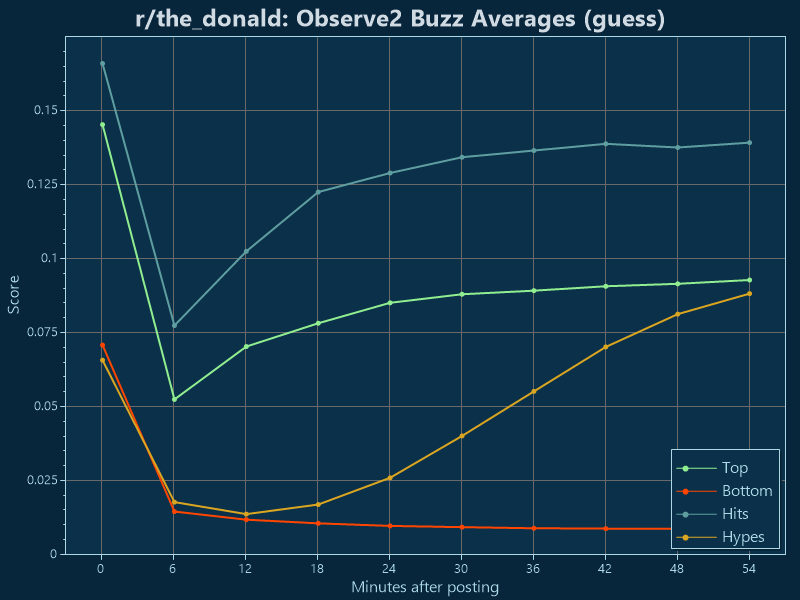 r/the_donald: Observe2 Buzz Averages (guess)
0.15
0.125
0.1
0.075
0.05
0.025
0
Score
Top
Bottom
Hits
Hypes
0 6 12 18 24 30 36 42 48 54
Minutes after posting